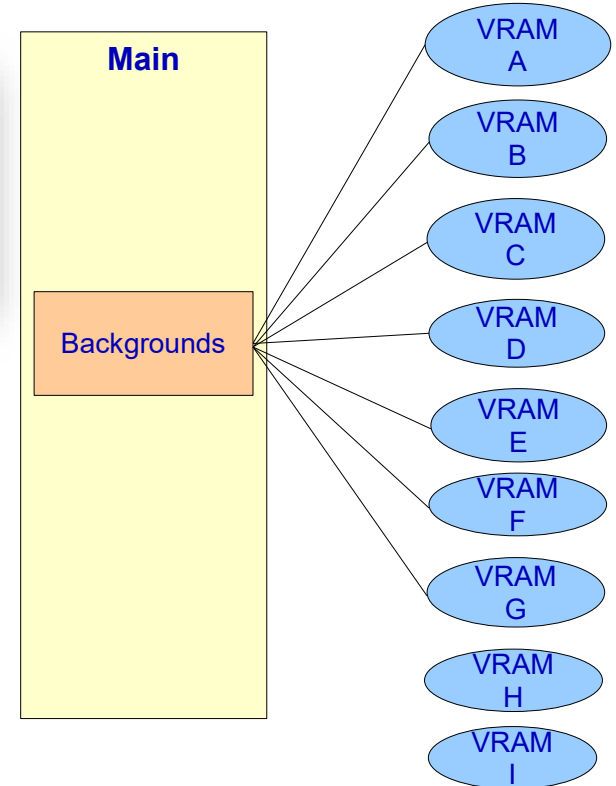 Main
Backgrounds
VRAM
A
VRAM
B
VRAM
C
VRAM
D
VRAM
E
VRAM
F
VRAM
G
VRAM
H
VRAM
I